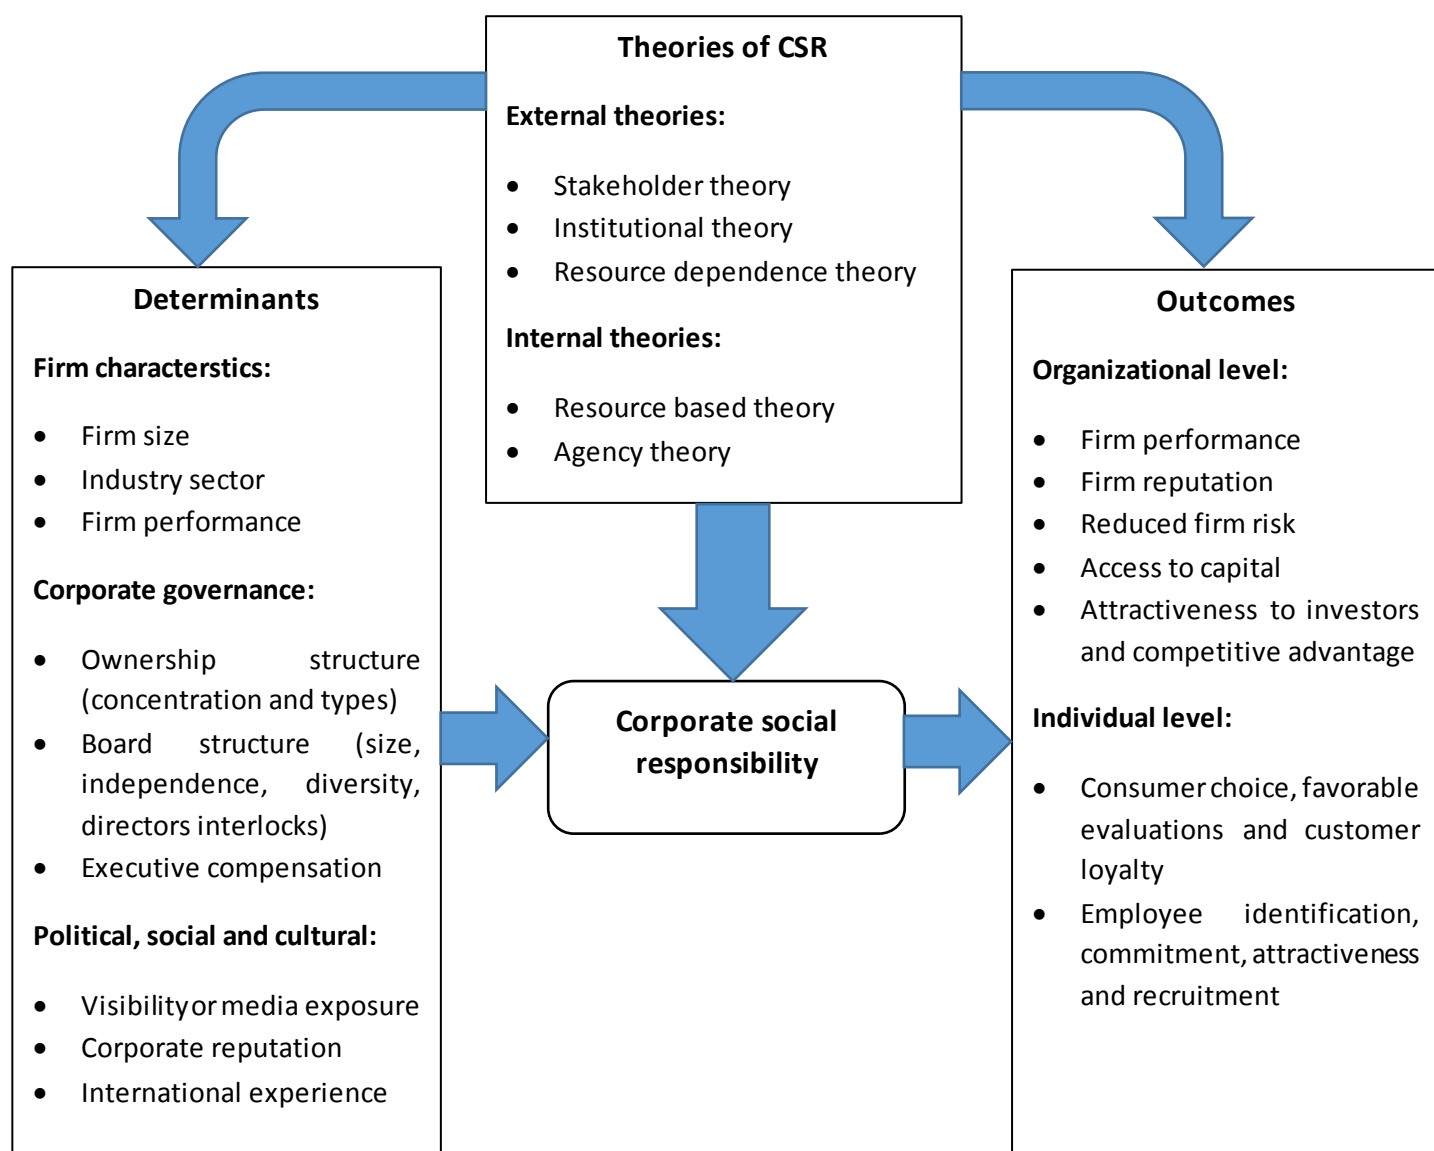 Theories of CSR
External theories:
• Stakeholder theory
• Institutional theory
• Resource dependence theory
Internal theories:
• Resource based theory
• Agency theory
Determinants
Firm characterstics:
• Firm size
• Industry sector
• Firm performance
Corporate governance:
• Ownership structure
(concentration and types)
• Board structure (size,
independence, diversity,
directors interlocks)
• Executive compensation
Political, social and cultural:
• Visibility or media exposure
• Corporate reputation
• International experience
Corporate social
responsibility
Outcomes
Organizational level:
• Firm performance
• Firm reputation
• Reduced firm risk
• Access to capital
• Attractiveness to investors
and competitive advantage
Individual level:
• Consumer choice, favorable
evaluations and customer
loyalty
• Employee identification,
commitment, attractiveness
and recruitment